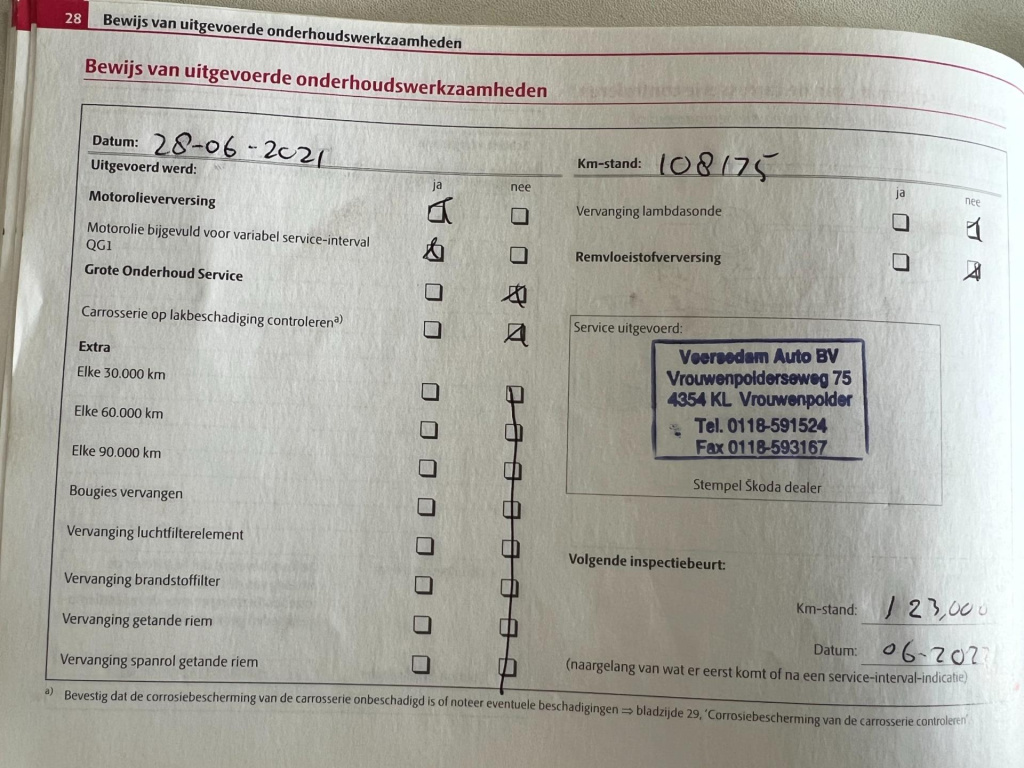 28 Bewijs van uitgevoerde onderhoudswerkzaamheden
Bewijs van uitgevoerde onderhoudswerkzaamheden
Datum: 28-06-2021
Uitgevoerd werd:
ja nee
Motorolieverversing
Motorolie bijgevuld voor variabel service-interval
QG1
Grote Onderhoud Service
Carrosserie op lakbeschadiging controleren a)
Extra
Elke 30.000 km
Elke 60.000 km
Elke 90.000 km
Bougies vervangen
Vervanging luchtfilterelement
Vervanging brandstoffilter
Vervanging getande riem
Vervanging spanrol getande riem
Km-stand: 108175
ja nee
Vervanging lambdasonde
Remvloeistofverversing
Service uitgevoerd:
Veersedam Auto BV
Vrouwenpolderseweg 75
4354 KL Vrouwenpolder
Tel. 0118-591524
Fax 0118-593167
Stempel Škoda dealer
Volgende inspectiebeurt:
Km-stand: 123,000
Datum:
(naargelang van wat er eerst komt of na een service-interval-indicatie)
a) Bevestig dat de corrosiebescherming van de carrosserie onbeschadigd is of noteer eventuele beschadigingen ⇒ bladzijde 29, 'Corrosiebescherming van de carrosserie controleren'